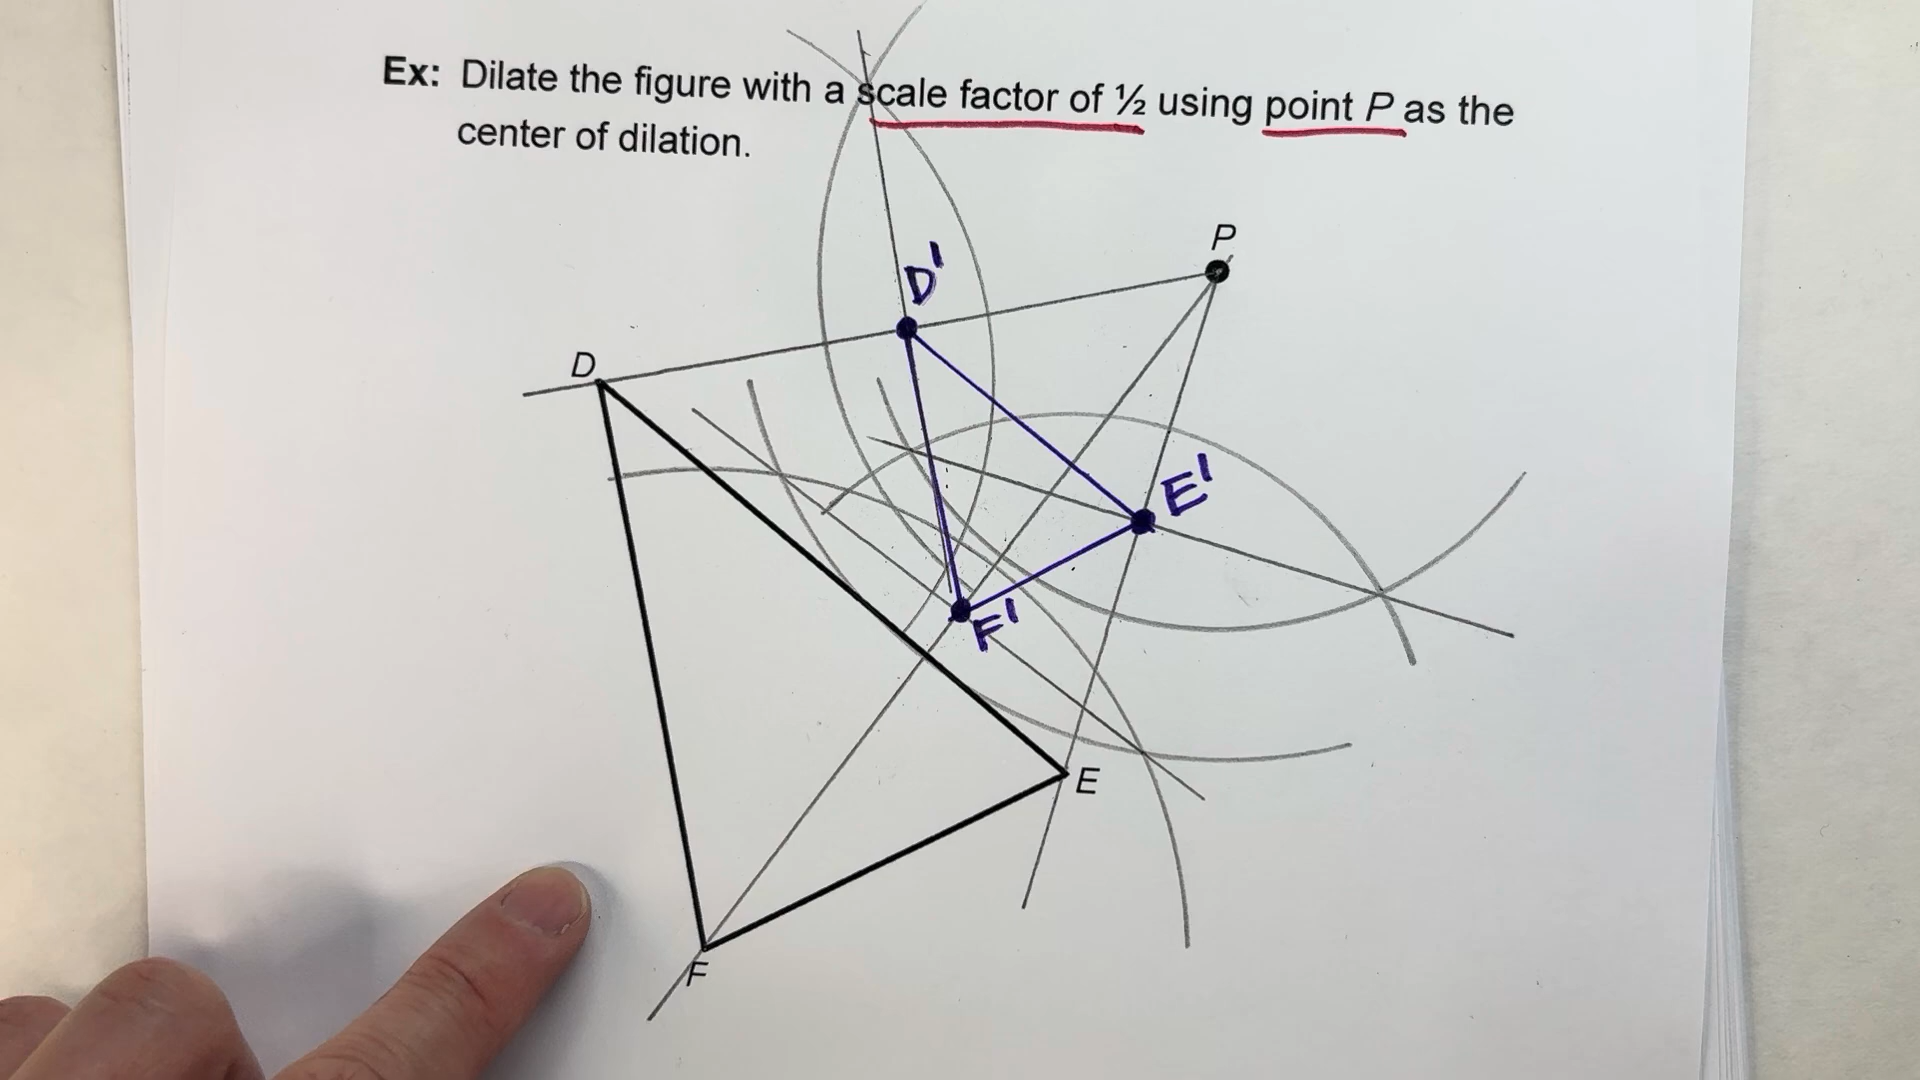 Ex: Dilate the figure with a scale factor of ½ using point P as the
center of dilation.
P
D'
D
E'
F'
E
F